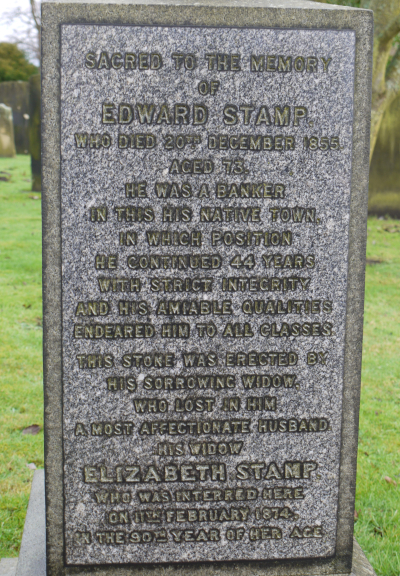 SACRED TO THE MEMORY
OF
EDWARD STAMP.
WHO DIED 20TH DECEMBER 1855.
AGED 73.
HE WAS A BANKER
IN THIS HIS NATIVE TOWN,
IN WHICH POSITION
HE CONTINUED 44 YEARS
WITH STRICT INTEGRITY
AND HIS AMIABLE QUALITIES
ENDEARED HIM TO ALL CLASSES.
THIS STONE WAS ERECTED BY
HIS SORROWING WIDOW.
WHO LOST IN HIM
A MOST AFFECTIONATE HUSBAND.
HIS WIDOW
ELIZABETH STAMP
WHO WAS INTERRED HERE
ON 11TH FEBRUARY 1874.
IN THE 90TH YEAR OF HER AGE